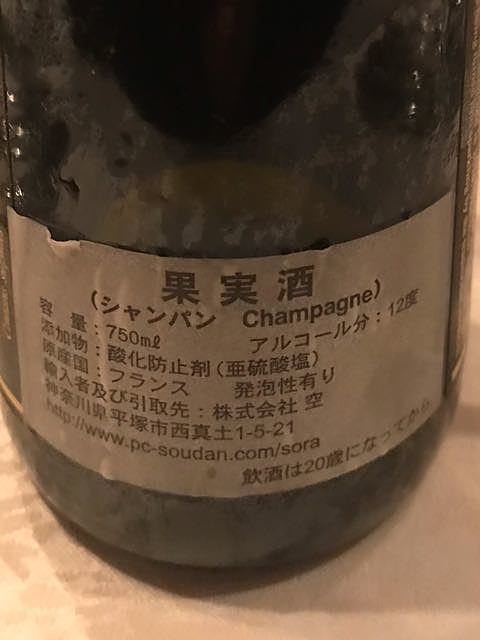 果実酒
(シャンパン Champagne)
容量:750mℓ アルコール分:12度
添加物:酸化防止剤(亜硫酸塩)
原産国:フランス 発泡性有り
輸入者及び引取先:株式会社 空
神奈川県平塚市西真土1-5-21
http://www.pc-soudan.com/sora
飲酒は20歳になってから